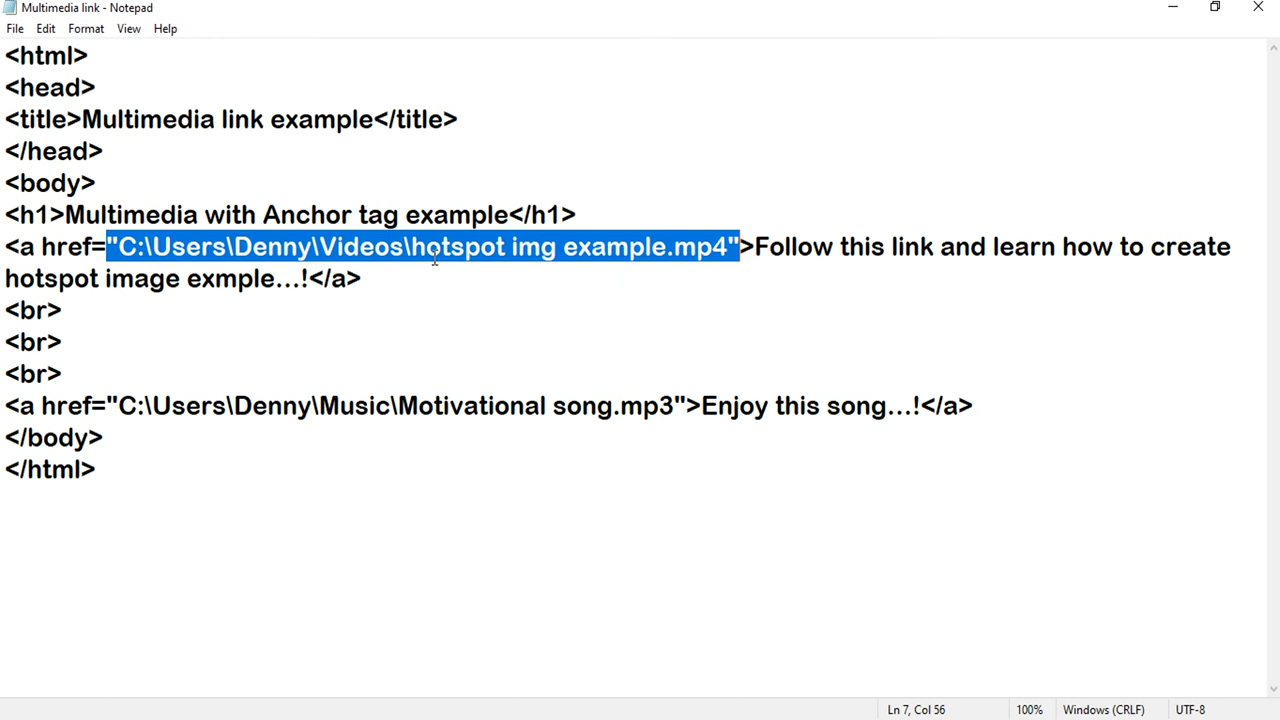 Multimedia link - Notepad
File Edit Format View Help
<html>
<head>
<title>Multimedia link example</title>
</head>
<body>
<h1>Multimedia with Anchor tag example</h1>
<a href="C:\Users\Denny\Videos\hotspot img example.mp4">Follow this link and learn how to create
hotspot image exmple...!</a>
<br>
<br>
<br>
<a href="C:\Users\Denny\Music\Motivational song.mp3">Enjoy this song...!</a>
</body>
</html>
Ln 7, Col 56 100% Windows (CRLF) UTF-8